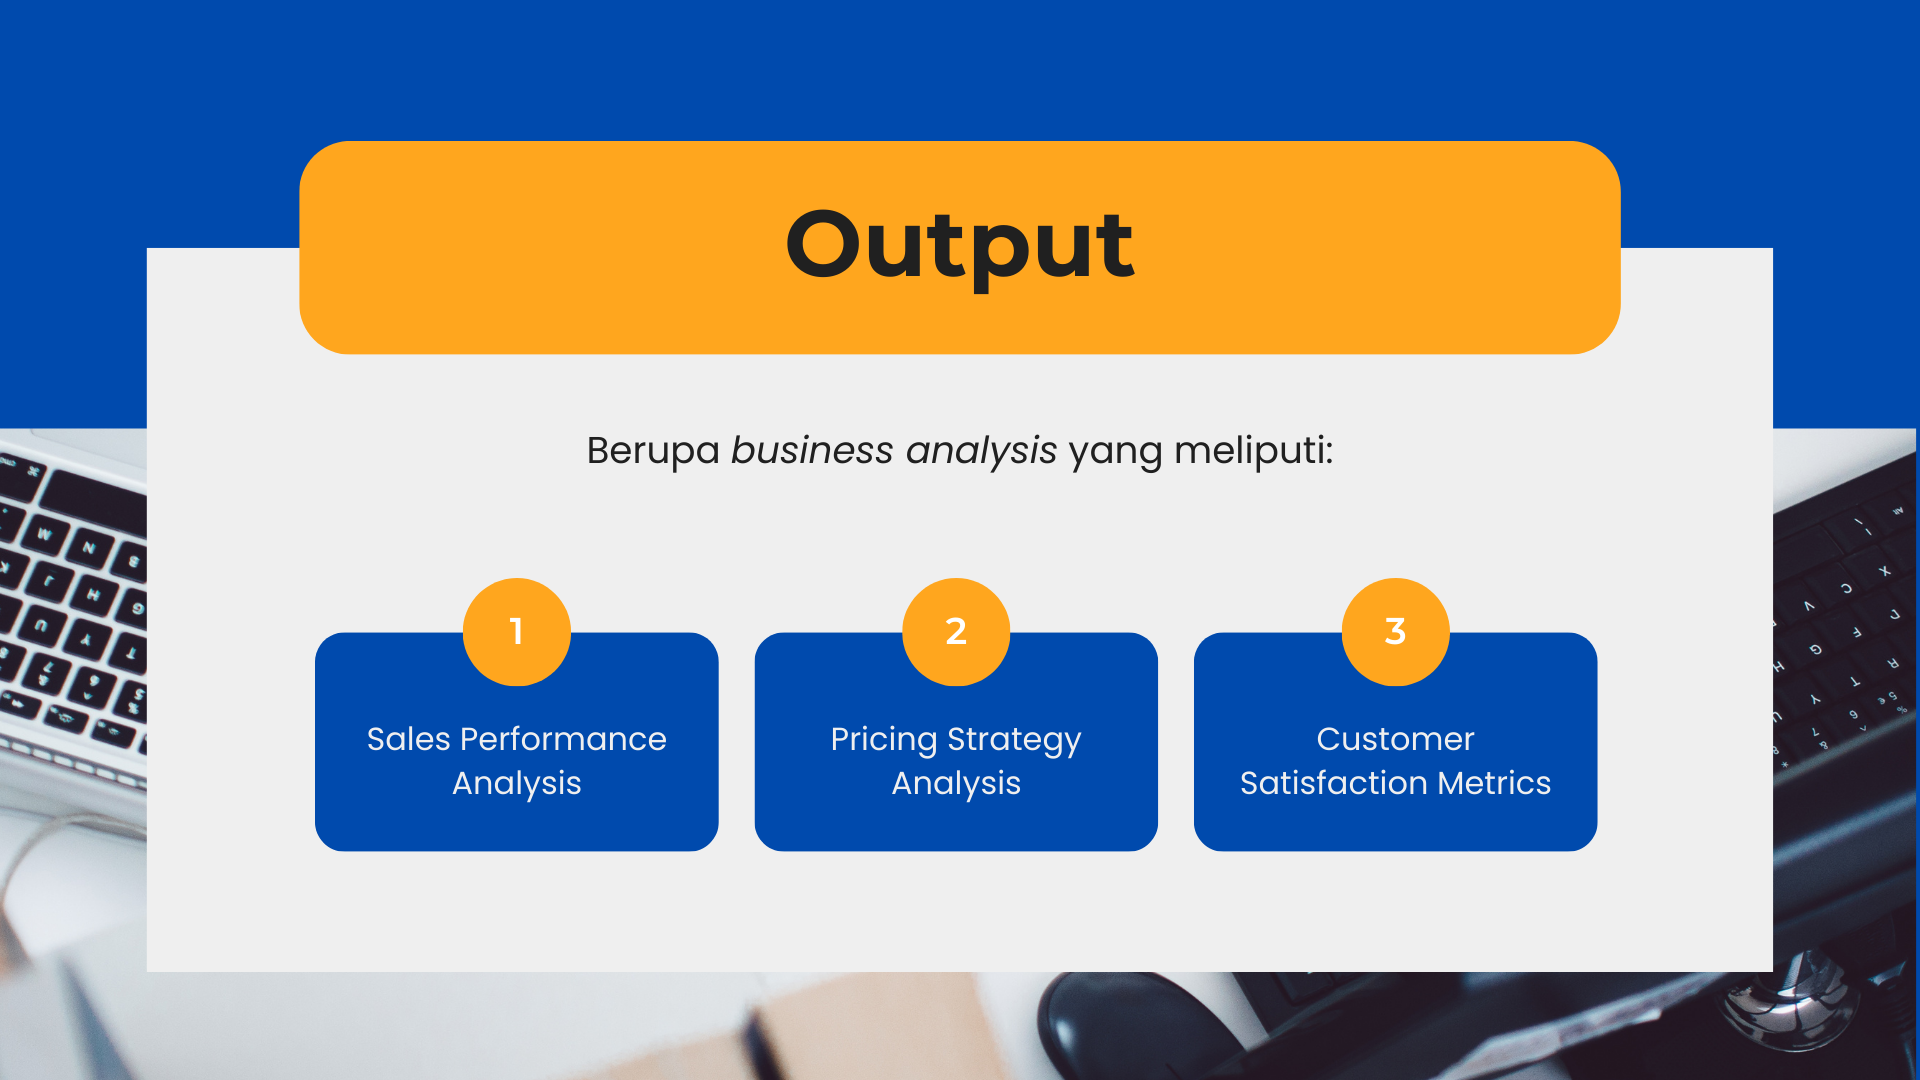 Output
Berupa business analysis yang meliputi:
1
Sales Performance
Analysis
2
Pricing Strategy
Analysis
3
Customer
Satisfaction Metrics